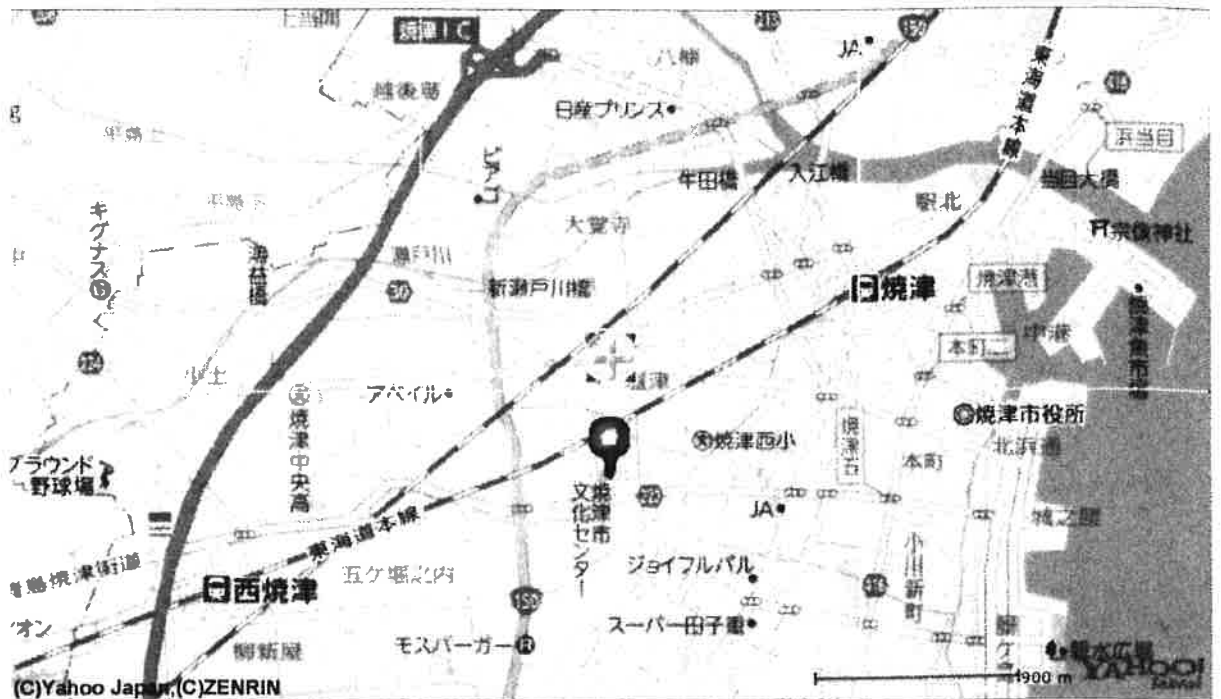 焼津IC
八楠
JA
150
東海道本線
越後島
日産プリンス
浜当目
牛田橋
入江橋
当目大橋
駅北
大覚寺
宗像神社
キグナス
瀬戸川
新瀬戸川橋
焼津
焼津港
中港
焼津魚市場
本町二
アペイル
焼津中央高
焼津西小
焼津市役所
北浜通
本町
グラウンド
野球場
焼津市
文化センター
JA
城之腰
東海道本線
五ケ堀之内
ジョイフルパル
小川新町
西焼津
150
スーパー田子重
モスバーガー
柳新屋
親水広場
900 m
YAHOO!
JAPAN
(C)Yahoo Japan,(C)ZENRIN